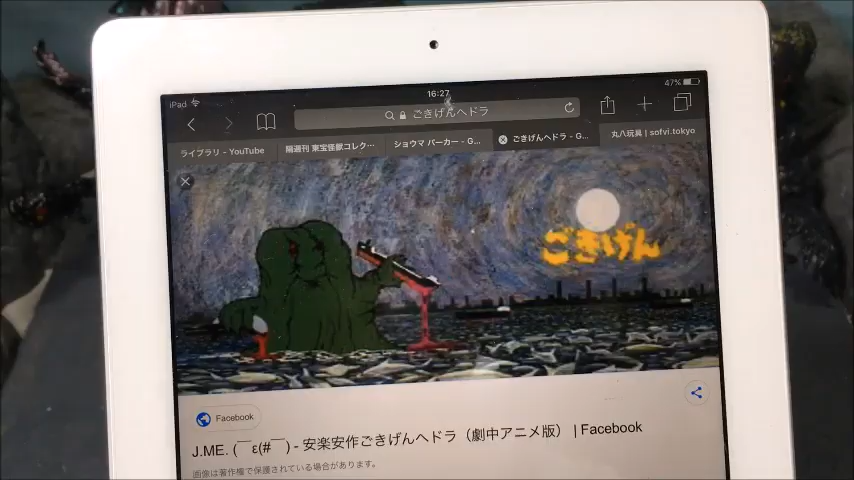 iPad
16:27
47%
ごきげんヘドラ
ライブラリ - YouTube
隔週刊 東宝怪獣コレク…
ショウマ パーカー - G…
ごきげんヘドラ - G…
丸八玩具 | sofvi.tokyo
ごきげん
Facebook
J.ME. (￣ε(#￣) - 安楽安作ごきげんヘドラ（劇中アニメ版） | Facebook
画像は著作権で保護されている場合があります。